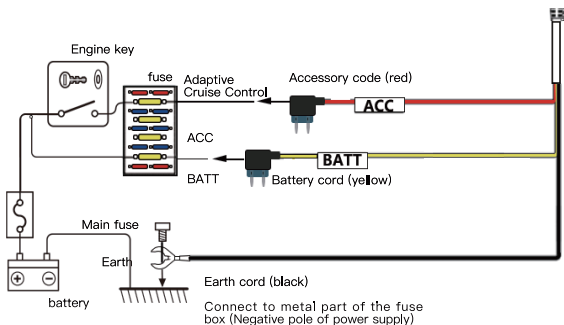 Engine key
fuse
Adaptive
Cruise Control
Accessory code (red)
ACC
ACC
BATT
BATT
Battery cord (yellow)
Main fuse
Earth
battery
Earth cord (black)
Connect to metal part of the fuse
box (Negative pole of power supply)